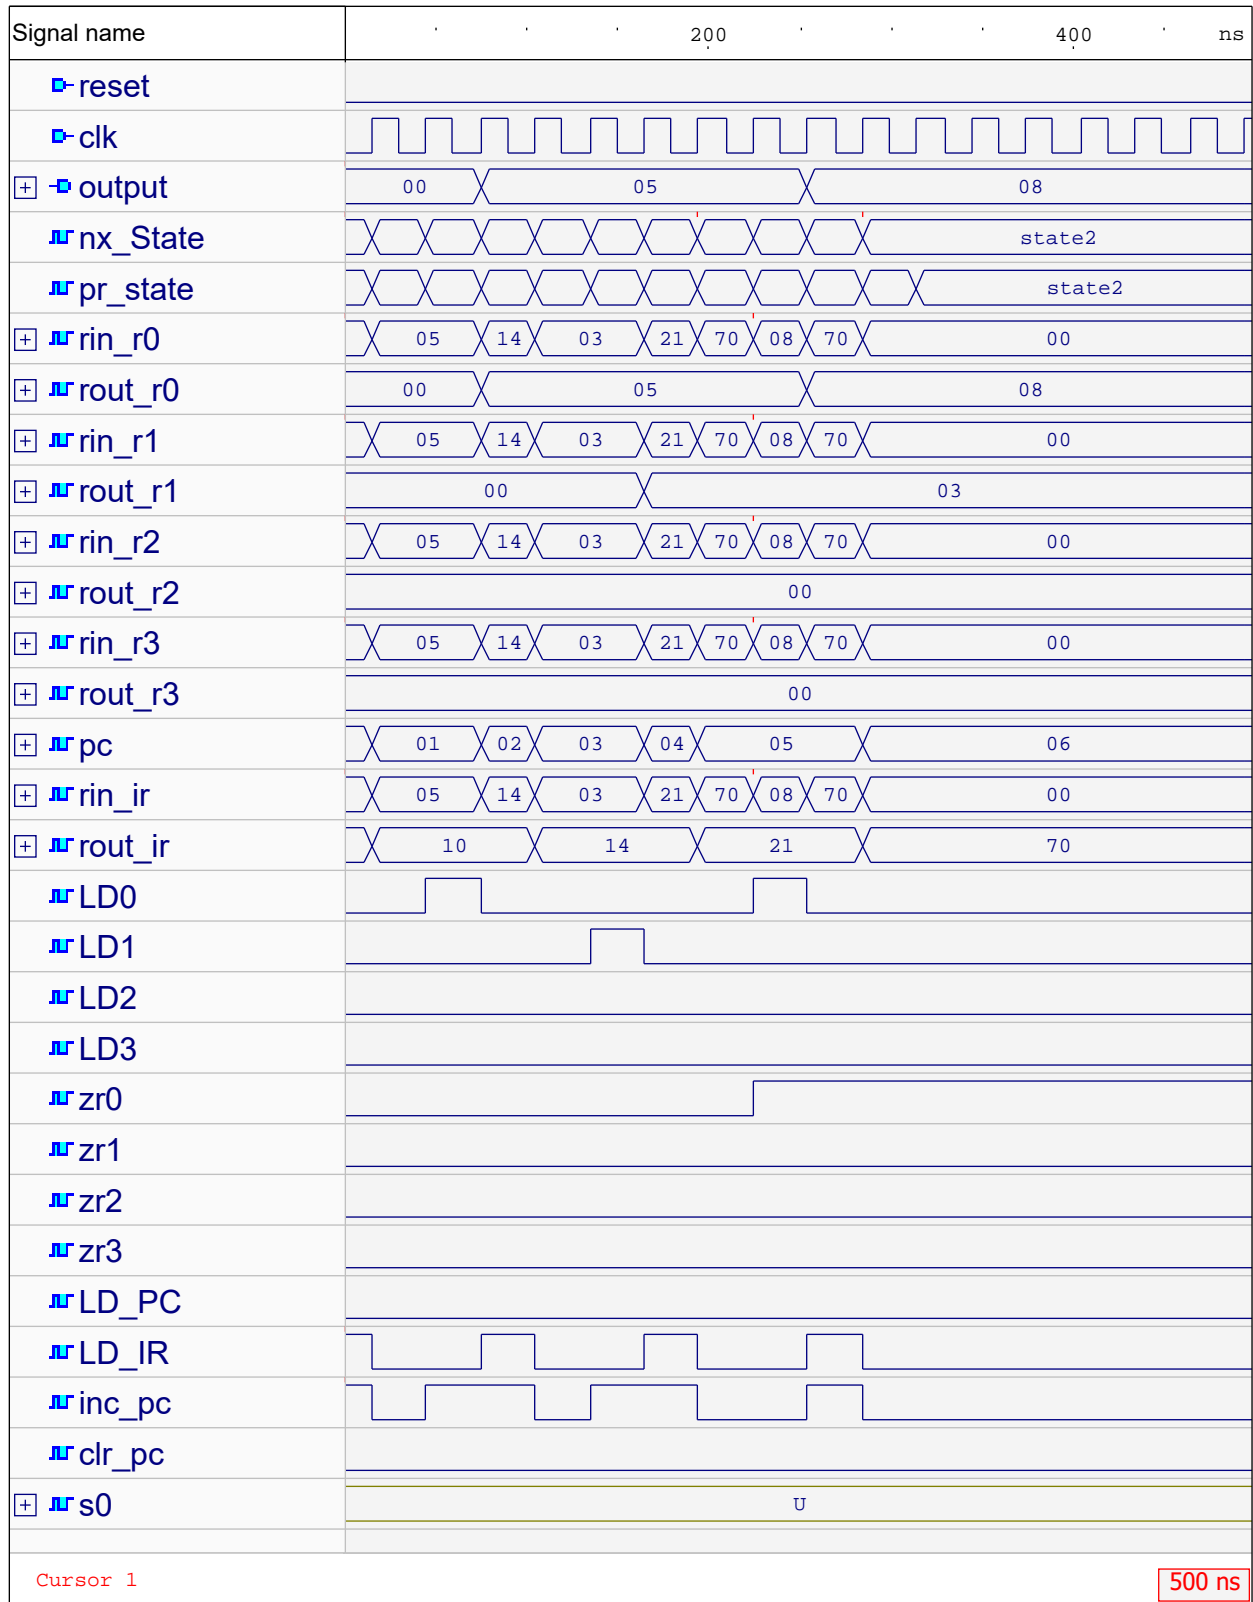 Signal name 200 400 ns
reset
clk
output 00 05 08
nx_State state2
pr_state state2
rin_r0 05 14 03 21 70 08 70 00
rout_r0 00 05 08
rin_r1 05 14 03 21 70 08 70 00
rout_r1 00 03
rin_r2 05 14 03 21 70 08 70 00
rout_r2 00
rin_r3 05 14 03 21 70 08 70 00
rout_r3 00
pc 01 02 03 04 05 06
rin_ir 05 14 03 21 70 08 70 00
rout_ir 10 14 21 70
LD0
LD1
LD2
LD3
zr0
zr1
zr2
zr3
LD_PC
LD_IR
inc_pc
clr_pc
s0 U
Cursor 1 500 ns